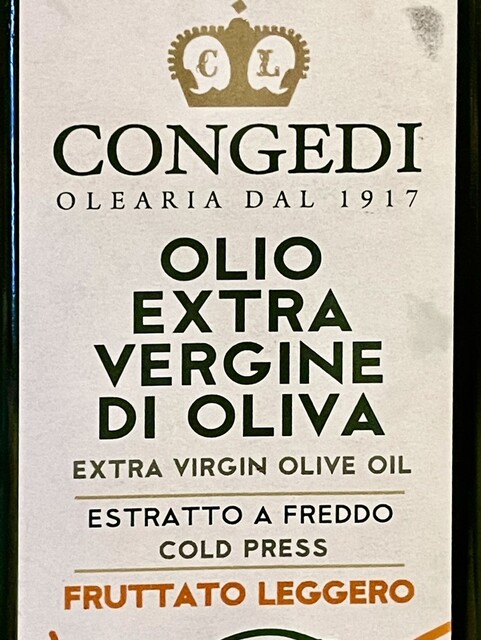 C L
CONGEDI
OLEARIA DAL 1917
OLIO
EXTRA
VERGINE
DI OLIVA
EXTRA VIRGIN OLIVE OIL
ESTRATTO A FREDDO
COLD PRESS
FRUTTATO LEGGERO